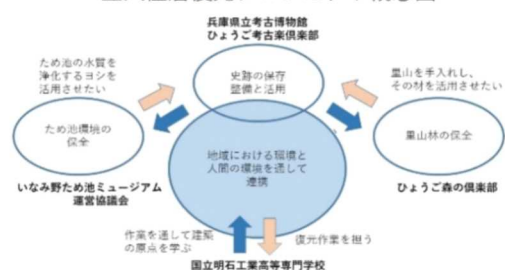 兵庫県立考古博物館
ひょうご考古楽倶楽部
ため池の水質を
浄化するヨシを
活用させたい
史跡の保存
整備と活用
里山を手入れし、
その材を活用させたい
ため池環境の
保全
里山林の保全
地域における環境と
人間の環境を通して
連携
いなみ野ため池ミュージアム
運営協議会
ひょうご森の倶楽部
作業を通して建築
の原点を学ぶ
復元作業を担う
国立明石工業高等専門学校